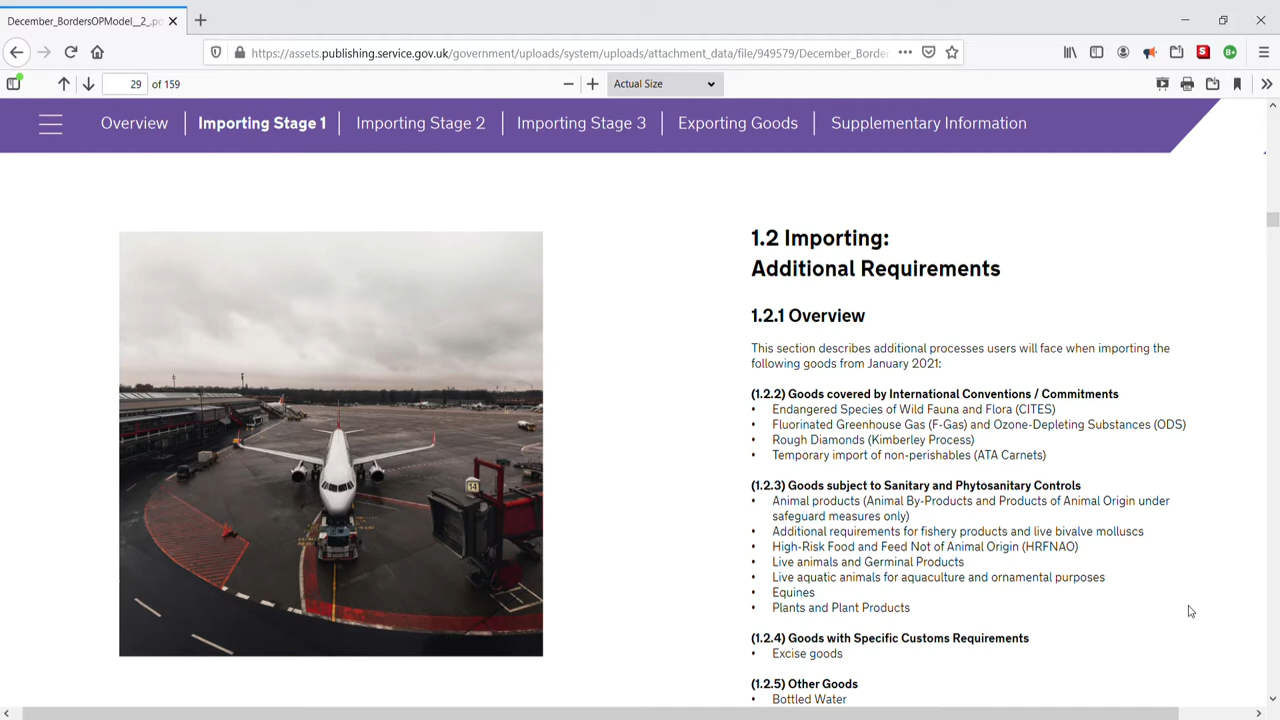 December_BordersOPModel__2_.pd
https://assets.publishing.service.gov.uk/government/uploads/system/uploads/attachment_data/file/949579/December_Border
29 of 159
Actual Size
Overview
Importing Stage 1
Importing Stage 2
Importing Stage 3
Exporting Goods
Supplementary Information
14
1.2 Importing:
Additional Requirements
1.2.1 Overview
This section describes additional processes users will face when importing the
following goods from January 2021:
(1.2.2) Goods covered by International Conventions / Commitments
• Endangered Species of Wild Fauna and Flora (CITES)
• Fluorinated Greenhouse Gas (F-Gas) and Ozone-Depleting Substances (ODS)
• Rough Diamonds (Kimberley Process)
• Temporary import of non-perishables (ATA Carnets)
(1.2.3) Goods subject to Sanitary and Phytosanitary Controls
• Animal products (Animal By-Products and Products of Animal Origin under
safeguard measures only)
• Additional requirements for fishery products and live bivalve molluscs
• High-Risk Food and Feed Not of Animal Origin (HRFNAO)
• Live animals and Germinal Products
• Live aquatic animals for aquaculture and ornamental purposes
• Equines
• Plants and Plant Products
(1.2.4) Goods with Specific Customs Requirements
• Excise goods
(1.2.5) Other Goods
• Bottled Water